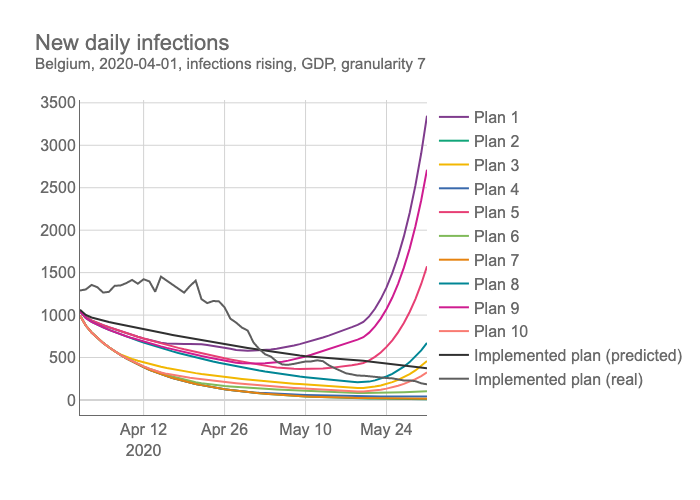 New daily infections
Belgium, 2020-04-01, infections rising, GDP, granularity 7
3500
3000
2500
2000
1500
1000
500
0
Apr 12
2020
Apr 26
May 10
May 24
Plan 1
Plan 2
Plan 3
Plan 4
Plan 5
Plan 6
Plan 7
Plan 8
Plan 9
Plan 10
Implemented plan (predicted)
Implemented plan (real)